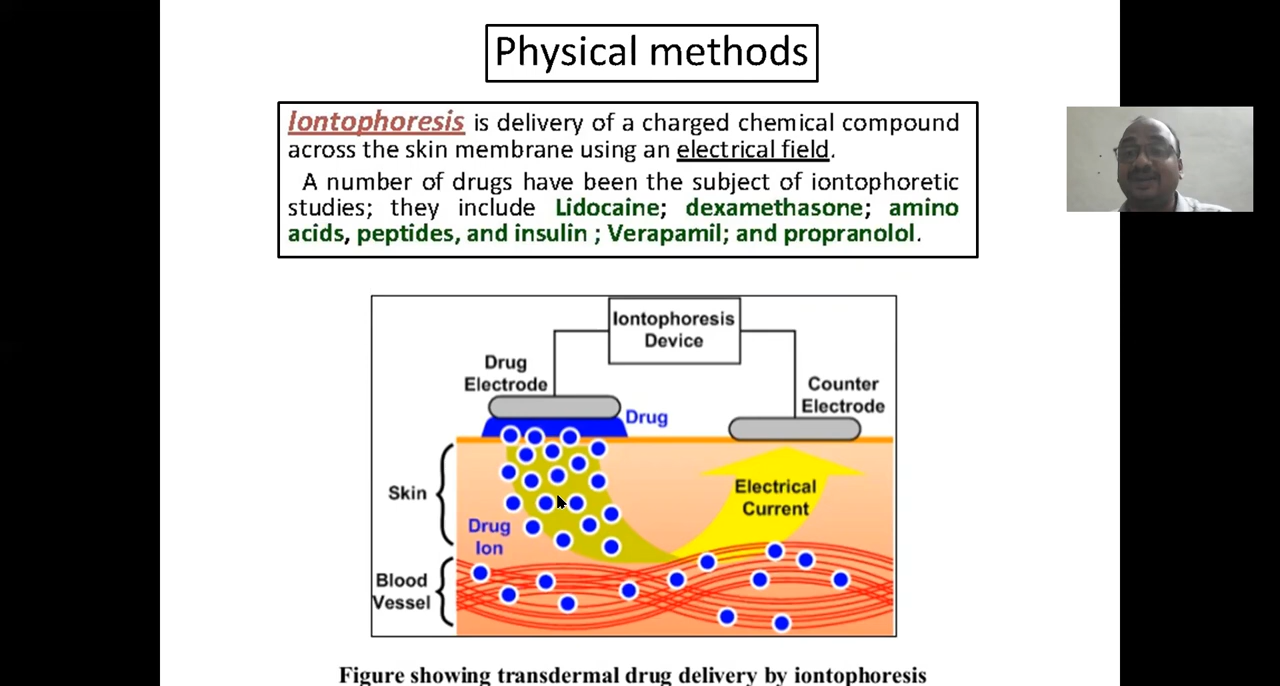 Physical methods
Iontophoresis is delivery of a charged chemical compound
across the skin membrane using an electrical field.
A number of drugs have been the subject of iontophoretic
studies; they include Lidocaine; dexamethasone; amino
acids, peptides, and insulin ; Verapamil; and propranolol.
Iontophoresis
Device
Drug
Electrode
Counter
Electrode
Drug
Skin
Electrical
Current
Drug
Ion
Blood
Vessel
Figure showing transdermal drug delivery by iontophoresis